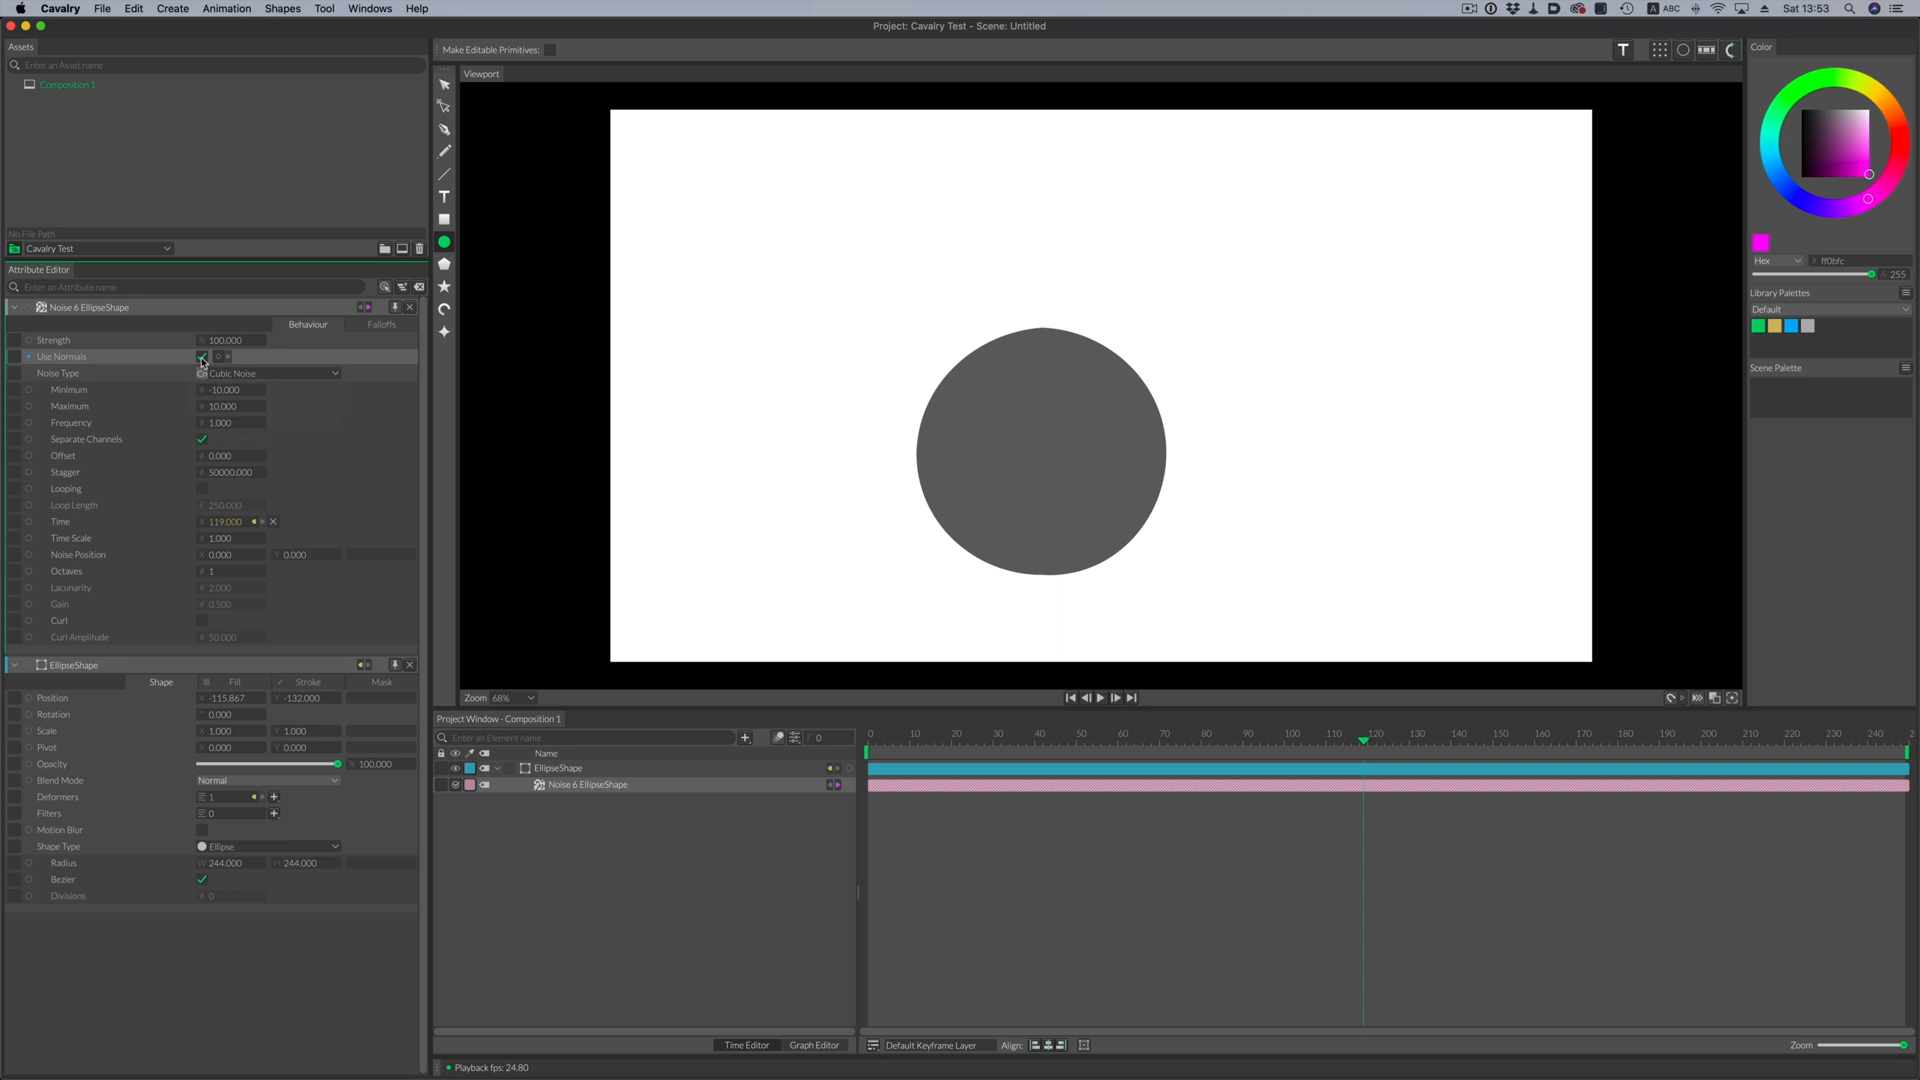 Cavalry File Edit Create Animation Shapes Tool Windows Help
ABC Sat 13:53
Project: Cavalry Test - Scene: Untitled
Assets
Enter an Asset name
Composition 1
No File Path
Cavalry Test
Attribute Editor
Enter an Attribute name
Noise 6 EllipseShape
Behaviour Falloffs
Strength % 100.000
Use Normals
Noise Type Cn Cubic Noise
Minimum # -10.000
Maximum # 10.000
Frequency # 1.000
Separate Channels
Offset # 0.000
Stagger # 50000.000
Looping
Loop Length F 250.000
Time # 119.000
Time Scale # 1.000
Noise Position X 0.000 Y 0.000
Octaves # 1
Lacunarity # 2.000
Gain # 0.500
Curl
Curl Amplitude # 50.000
EllipseShape
Shape Fill Stroke Mask
Position X -115.867 Y -132.000
Rotation 0.000
Scale X 1.000 Y 1.000
Pivot X 0.000 Y 0.000
Opacity % 100.000
Blend Mode Normal
Deformers 1
Filters 0
Motion Blur
Shape Type Ellipse
Radius W 244.000 H 244.000
Bezier
Divisions # 0
Make Editable Primitives:
T
Viewport
T
Zoom 68%
Project Window - Composition 1
Enter an Element name F 0
Name
EllipseShape
Noise 6 EllipseShape
0 10 20 30 40 50 60 70 80 90 100 110 120 130 140 150 160 170 180 190 200 210 220 230 240 2
Time Editor Graph Editor
Default Keyframe Layer Align: Zoom
Playback fps: 24.80
Color
Hex # ff0bfc
A 255
Library Palettes
Default
Scene Palette